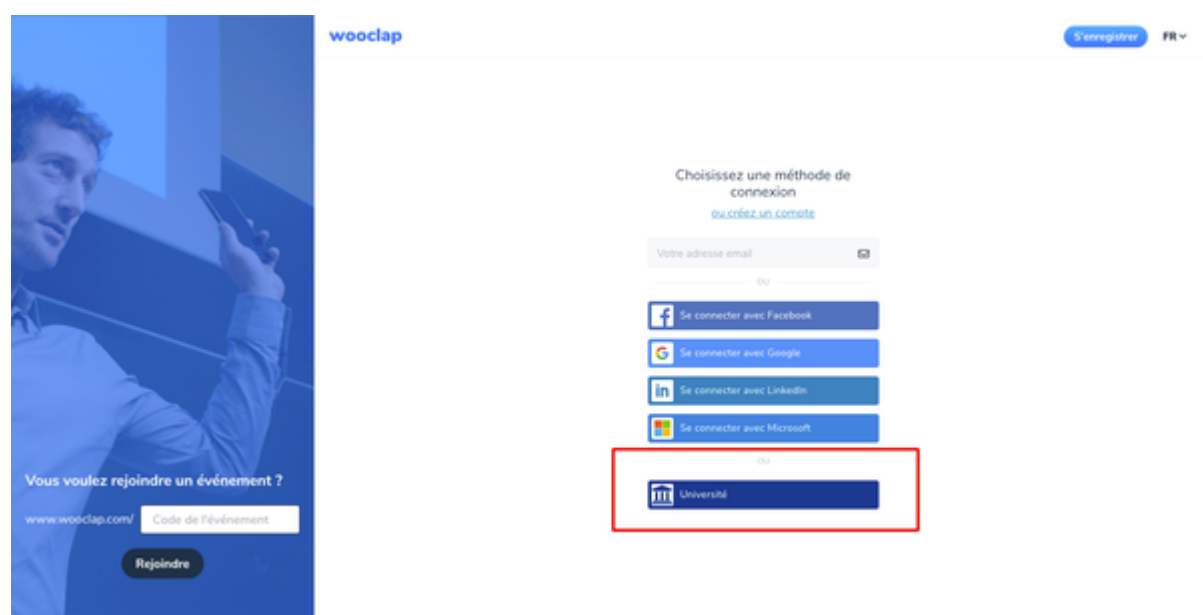 wooclap
S'enregistrer
FR
Choisissez une méthode de
connexion
ou créez un compte
Votre adresse email
OU
Se connecter avec Facebook
Se connecter avec Google
Se connecter avec LinkedIn
Se connecter avec Microsoft
OU
Université
Vous voulez rejoindre un événement ?
www.wooclap.com/ Code de l'événement
Rejoindre